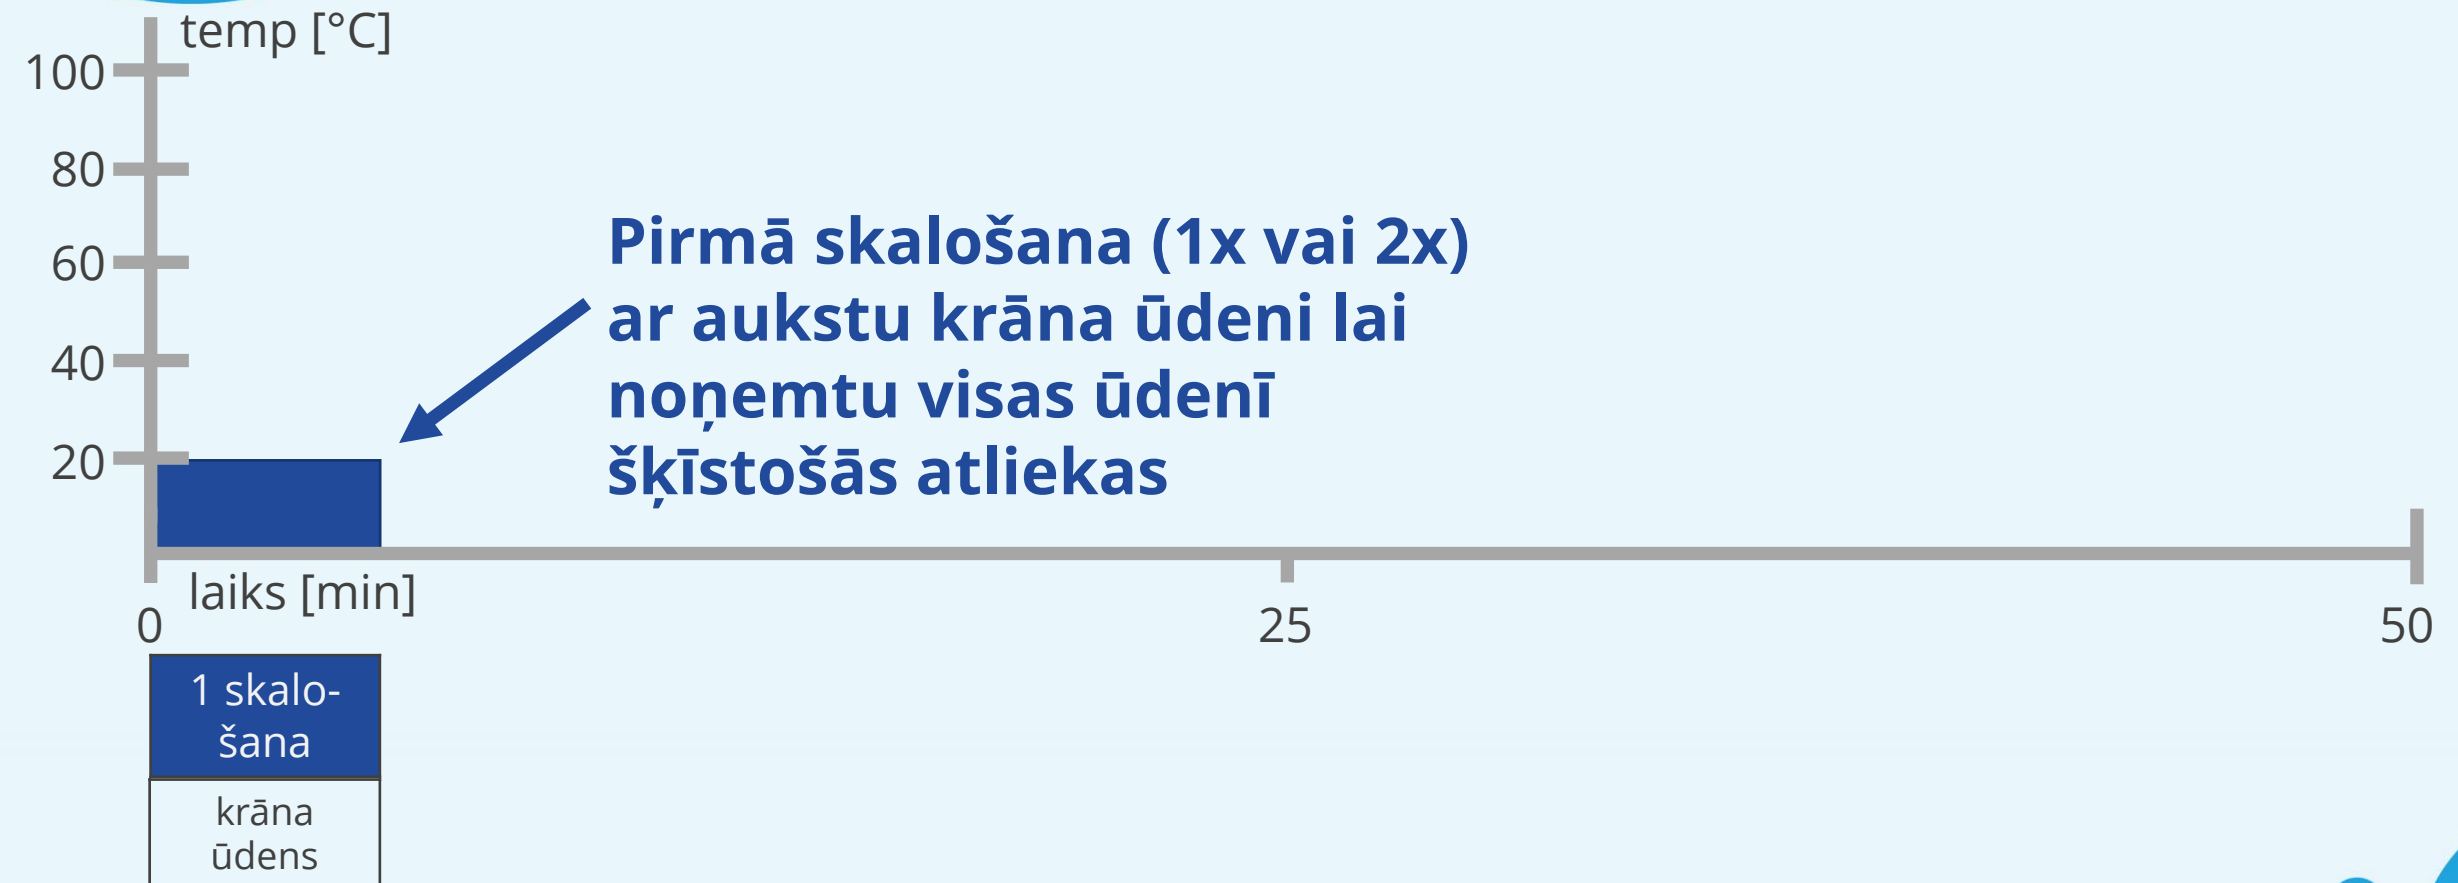 temp [°C]
100
80
60
40
20
Pirmā skalošana (1x vai 2x)
ar aukstu krāna ūdeni lai
noņemtu visas ūdenī
šķīstošās atliekas
laiks [min]
0
25
50
1 skalo-
šana
krāna
ūdens